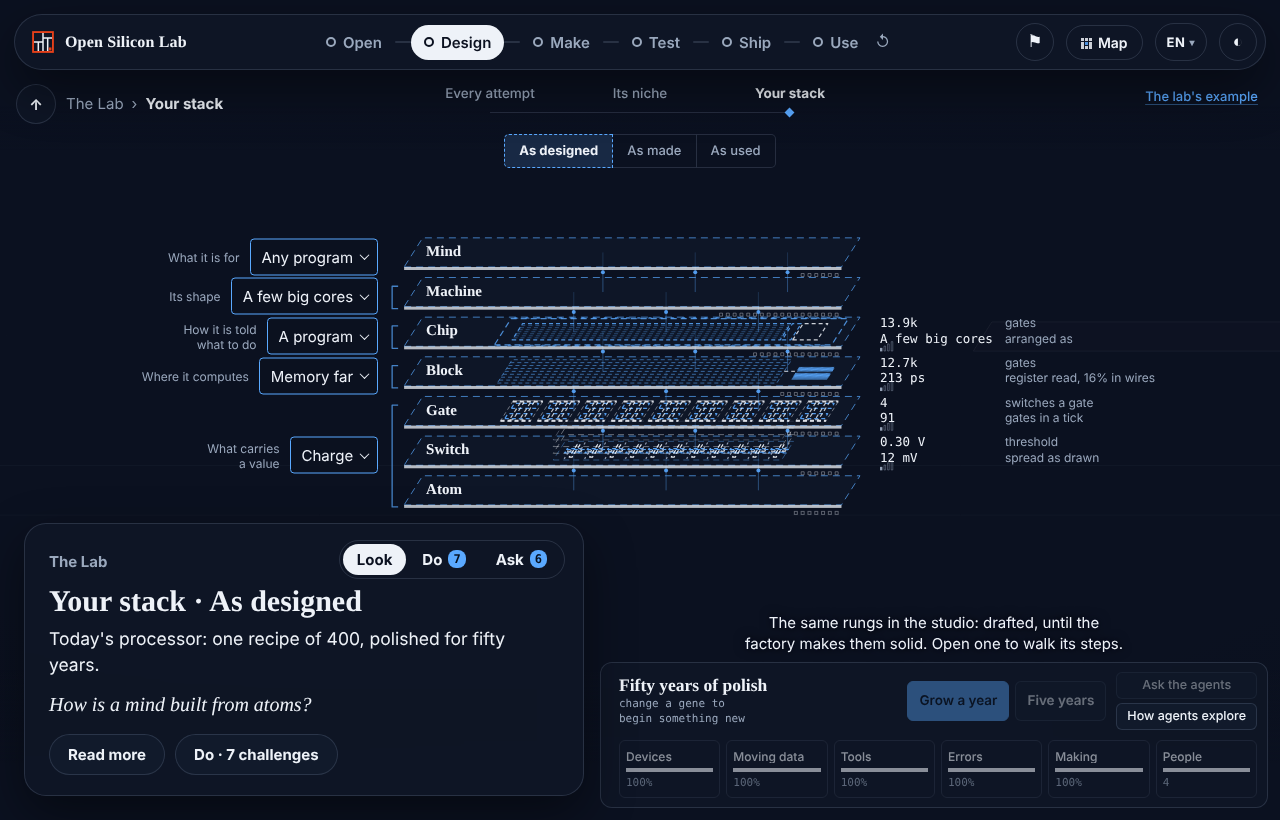 Open Silicon Lab
Open
Design
Make
Test
Ship
Use
Map
EN
The Lab › Your stack
Every attempt
Its niche
Your stack
The lab's example
As designed
As made
As used
What it is for
Any program
Its shape
A few big cores
How it is told
what to do
A program
Where it computes
Memory far
What carries
a value
Charge
Mind
Machine
Chip
Block
Gate
Switch
Atom
13.9k gates
A few big cores arranged as
12.7k gates
213 ps register read, 16% in wires
4 switches a gate
91 gates in a tick
0.30 V threshold
12 mV spread as drawn
The Lab
Look
Do 7
Ask 6
Your stack · As designed
Today's processor: one recipe of 400, polished for fifty
years.
How is a mind built from atoms?
Read more
Do · 7 challenges
The same rungs in the studio: drafted, until the
factory makes them solid. Open one to walk its steps.
Fifty years of polish
change a gene to
begin something new
Grow a year
Five years
Ask the agents
How agents explore
Devices
100%
Moving data
100%
Tools
100%
Errors
100%
Making
100%
People
4